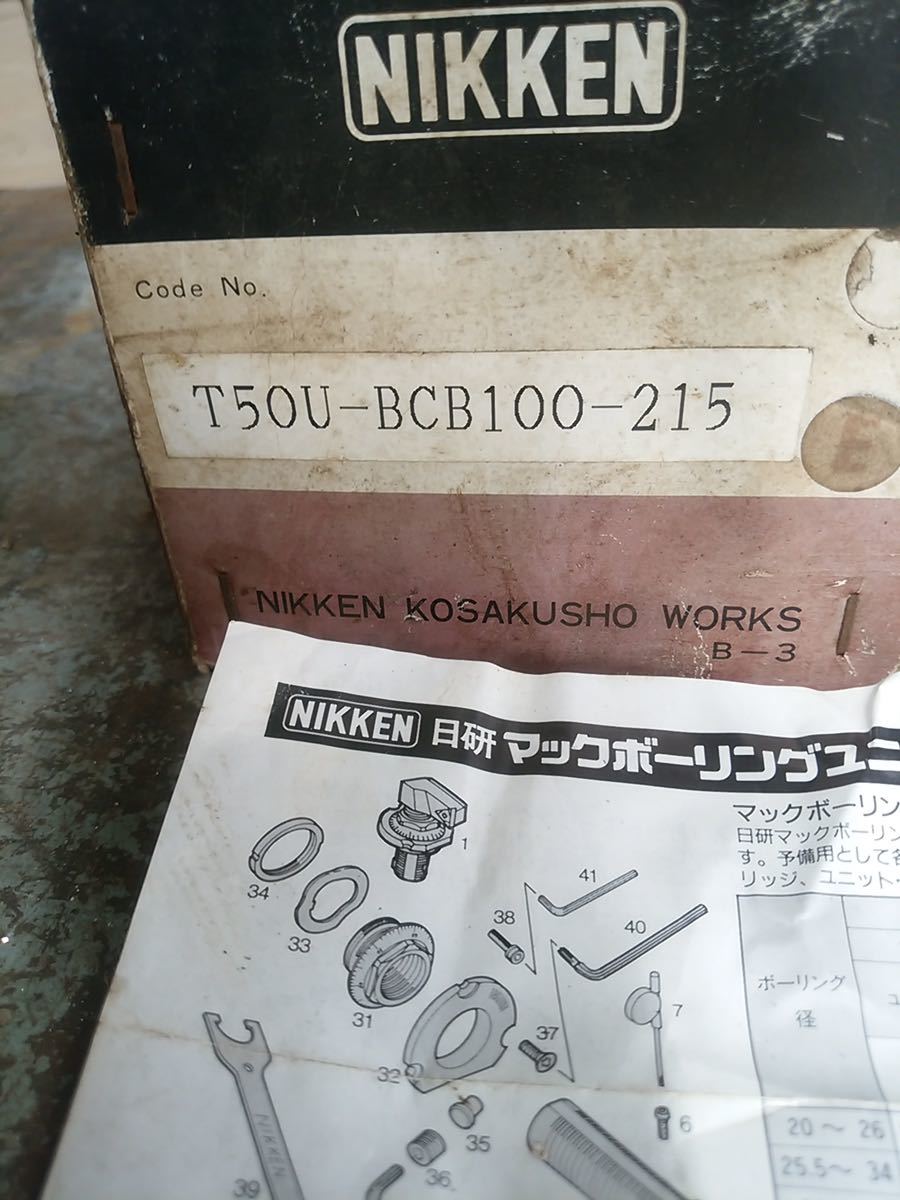 NIKKEN
Code No.
T50U-BCB100-215
NIKKEN KOSAKUSHO WORKS
B-3
NIKKEN 日研 マックボーリングユニ
マックボーリン
日研マックボーリン
す。予備用として各
リッジ、ユニット・
ボーリング
径
20 ~ 26
25.5~ 34
1
34
33
31
38
41
40
7
37
32
35
6
36
39
NIKKEN